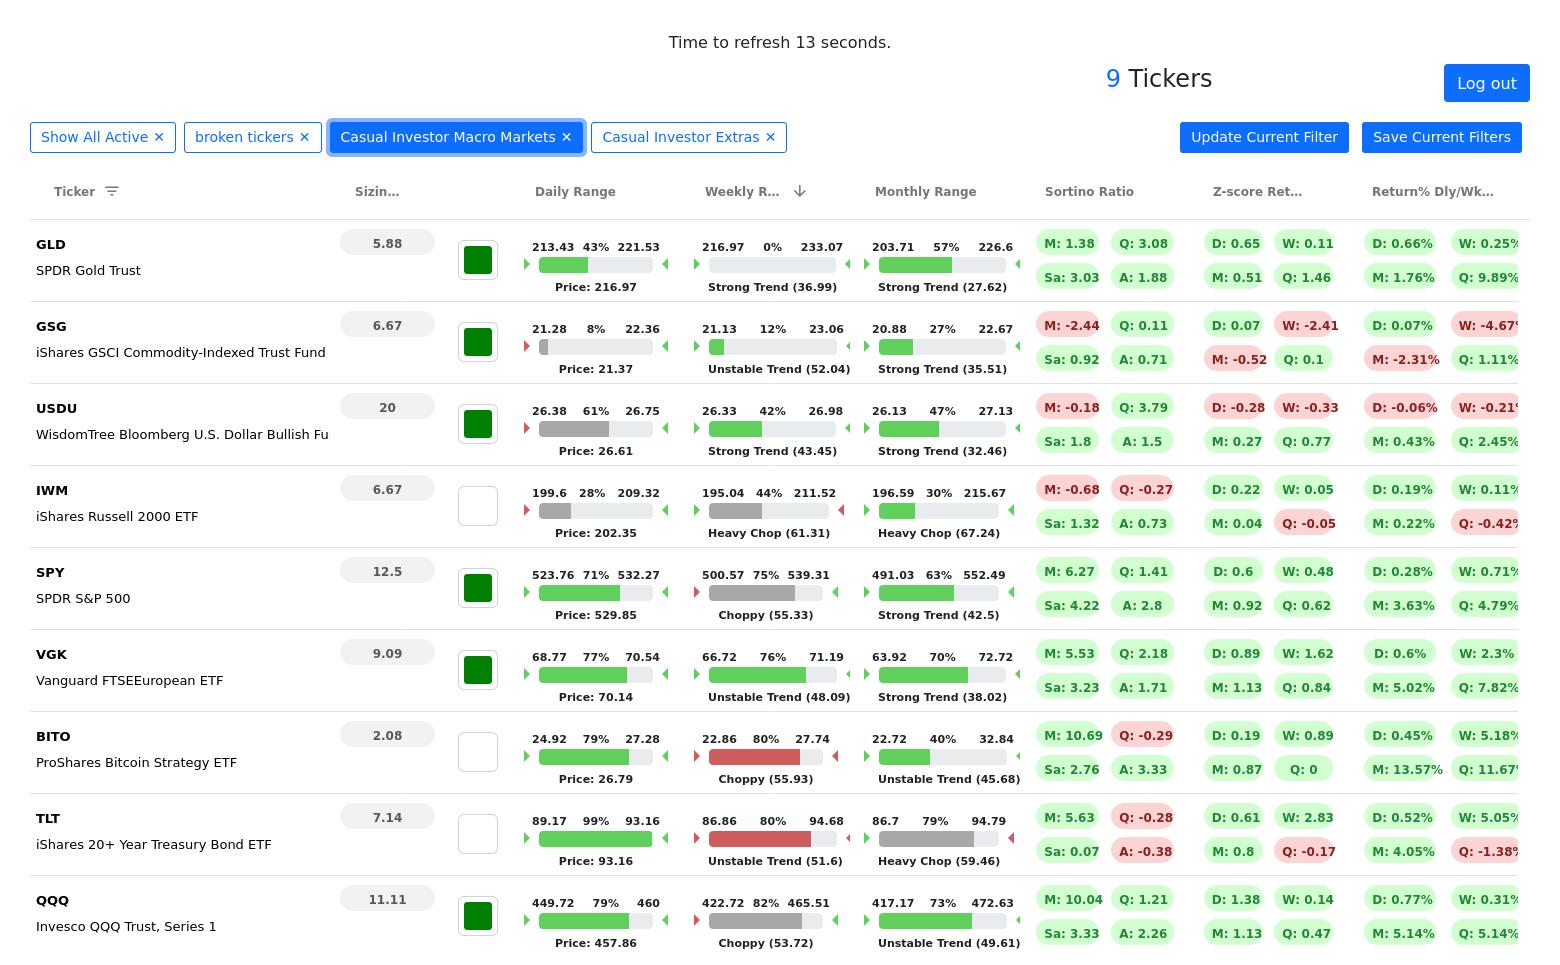 Time to refresh 13 seconds.
9 Tickers
Log out
Show All Active ✕ broken tickers ✕ Casual Investor Macro Markets ✕ Casual Investor Extras ✕ Update Current Filter Save Current Filters
Ticker Sizin... Daily Range Weekly R... Monthly Range Sortino Ratio Z-score Ret... Return% Dly/Wk...
GLD 5.88 213.43 43% 221.53 216.97 0% 233.07 203.71 57% 226.6 M: 1.38 Q: 3.08 D: 0.65 W: 0.11 D: 0.66% W: 0.25%
SPDR Gold Trust Sa: 3.03 A: 1.88 M: 0.51 Q: 1.46 M: 1.76% Q: 9.89%
Price: 216.97 Strong Trend (36.99) Strong Trend (27.62)
GSG 6.67 21.28 8% 22.36 21.13 12% 23.06 20.88 27% 22.67 M: -2.44 Q: 0.11 D: 0.07 W: -2.41 D: 0.07% W: -4.67%
iShares GSCI Commodity-Indexed Trust Fund Sa: 0.92 A: 0.71 M: -0.52 Q: 0.1 M: -2.31% Q: 1.11%
Price: 21.37 Unstable Trend (52.04) Strong Trend (35.51)
USDU 20 26.38 61% 26.75 26.33 42% 26.98 26.13 47% 27.13 M: -0.18 Q: 3.79 D: -0.28 W: -0.33 D: -0.06% W: -0.21%
WisdomTree Bloomberg U.S. Dollar Bullish Fu Sa: 1.8 A: 1.5 M: 0.27 Q: 0.77 M: 0.43% Q: 2.45%
Price: 26.61 Strong Trend (43.45) Strong Trend (32.46)
IWM 6.67 199.6 28% 209.32 195.04 44% 211.52 196.59 30% 215.67 M: -0.68 Q: -0.27 D: 0.22 W: 0.05 D: 0.19% W: 0.11%
iShares Russell 2000 ETF Sa: 1.32 A: 0.73 M: 0.04 Q: -0.05 M: 0.22% Q: -0.42%
Price: 202.35 Heavy Chop (61.31) Heavy Chop (67.24)
SPY 12.5 523.76 71% 532.27 500.57 75% 539.31 491.03 63% 552.49 M: 6.27 Q: 1.41 D: 0.6 W: 0.48 D: 0.28% W: 0.71%
SPDR S&P 500 Sa: 4.22 A: 2.8 M: 0.92 Q: 0.62 M: 3.63% Q: 4.79%
Price: 529.85 Choppy (55.33) Strong Trend (42.5)
VGK 9.09 68.77 77% 70.54 66.72 76% 71.19 63.92 70% 72.72 M: 5.53 Q: 2.18 D: 0.89 W: 1.62 D: 0.6% W: 2.3%
Vanguard FTSEEuropean ETF Sa: 3.23 A: 1.71 M: 1.13 Q: 0.84 M: 5.02% Q: 7.82%
Price: 70.14 Unstable Trend (48.09) Strong Trend (38.02)
BITO 2.08 24.92 79% 27.28 22.86 80% 27.74 22.72 40% 32.84 M: 10.69 Q: -0.29 D: 0.19 W: 0.89 D: 0.45% W: 5.18%
ProShares Bitcoin Strategy ETF Sa: 2.76 A: 3.33 M: 0.87 Q: 0 M: 13.57% Q: 11.67%
Price: 26.79 Choppy (55.93) Unstable Trend (45.68)
TLT 7.14 89.17 99% 93.16 86.86 80% 94.68 86.7 79% 94.79 M: 5.63 Q: -0.28 D: 0.61 W: 2.83 D: 0.52% W: 5.05%
iShares 20+ Year Treasury Bond ETF Sa: 0.07 A: -0.38 M: 0.8 Q: -0.17 M: 4.05% Q: -1.38%
Price: 93.16 Unstable Trend (51.6) Heavy Chop (59.46)
QQQ 11.11 449.72 79% 460 422.72 82% 465.51 417.17 73% 472.63 M: 10.04 Q: 1.21 D: 1.38 W: 0.14 D: 0.77% W: 0.31%
Invesco QQQ Trust, Series 1 Sa: 3.33 A: 2.26 M: 1.13 Q: 0.47 M: 5.14% Q: 5.14%
Price: 457.86 Choppy (53.72) Unstable Trend (49.61)